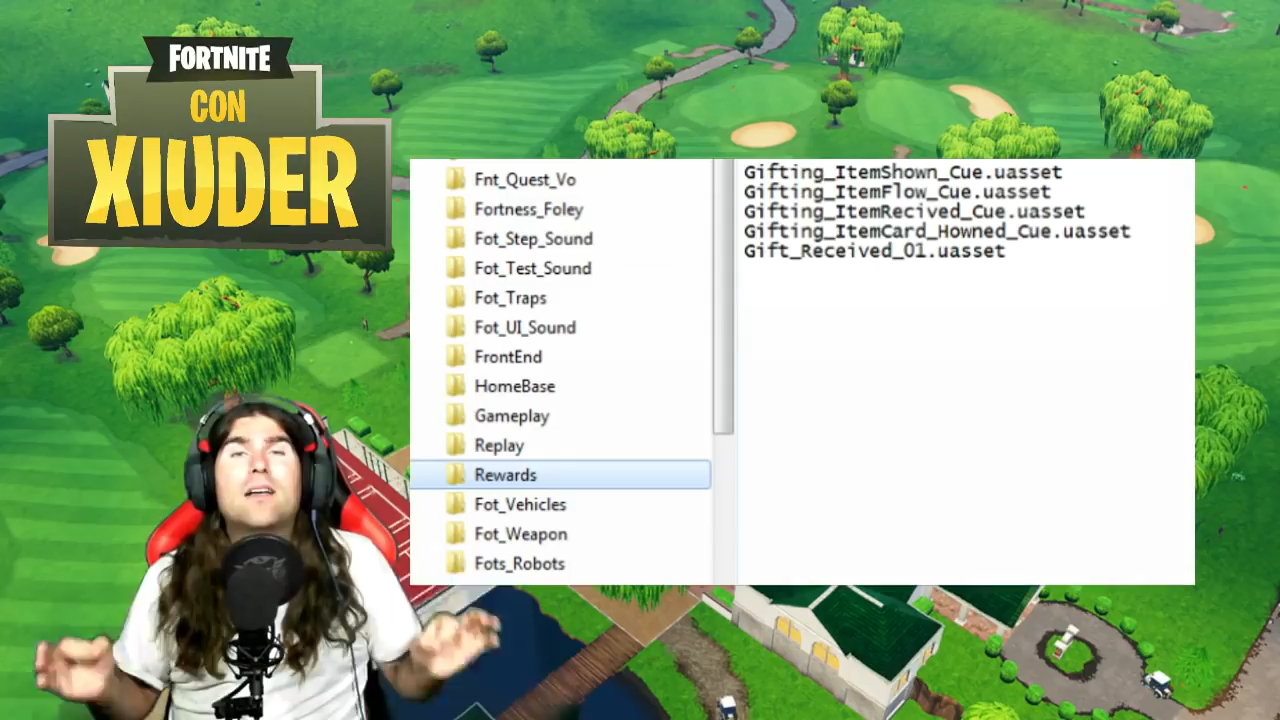 FORTNITE
CON
XIUDER
Fnt_Quest_Vo
Fortness_Foley
Fot_Step_Sound
Fot_Test_Sound
Fot_Traps
Fot_UI_Sound
FrontEnd
HomeBase
Gameplay
Replay
Rewards
Fot_Vehicles
Fot_Weapon
Fots_Robots
Gifting_ItemShown_Cue.uasset
Gifting_ItemFlow_Cue.uasset
Gifting_ItemRecived_Cue.uasset
Gifting_ItemCard_Howned_Cue.uasset
Gift_Received_01.uasset